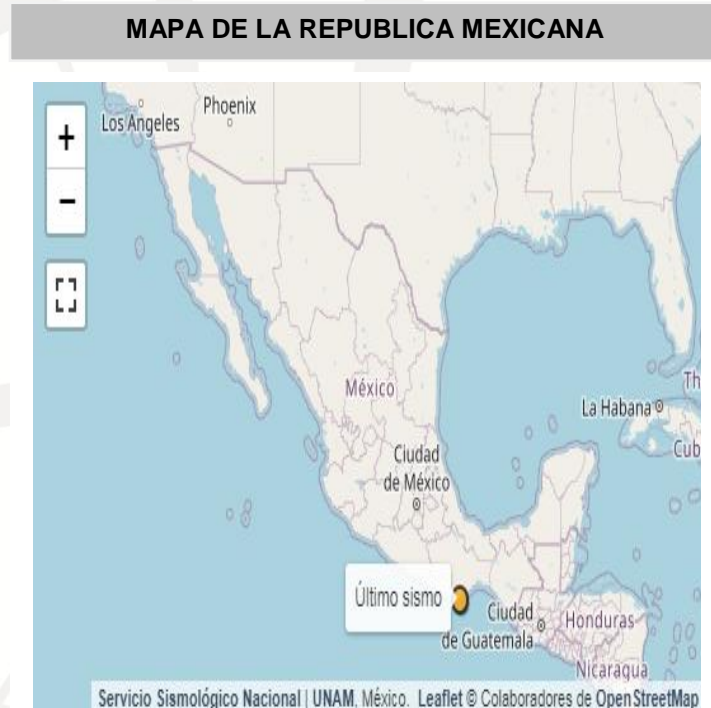 MAPA DE LA REPUBLICA MEXICANA
+
−
Los Angeles
Phoenix
México
La Habana
Th
Cub
Ciudad
de México
Último sismo
Ciudad
de Guatemala
Honduras
Nicaragua
Servicio Sismológico Nacional | UNAM, México. Leaflet © Colaboradores de OpenStreetMap